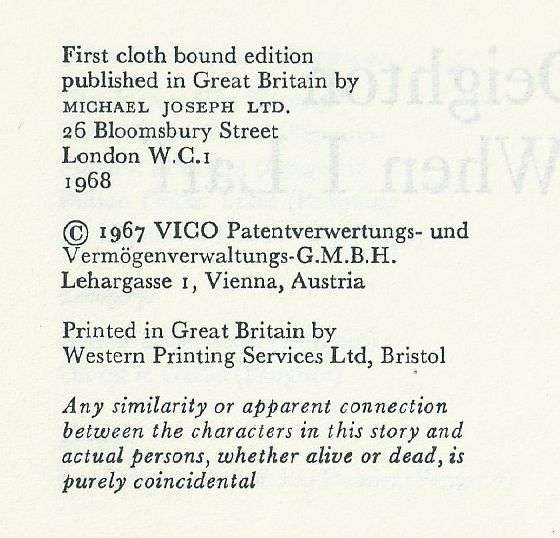 First cloth bound edition
published in Great Britain by
MICHAEL JOSEPH LTD.
26 Bloomsbury Street
London W.C.1
1968
© 1967 VICO Patentverwertungs- und
Vermögenverwaltungs-G.M.B.H.
Lehargasse 1, Vienna, Austria
Printed in Great Britain by
Western Printing Services Ltd, Bristol
Any similarity or apparent connection
between the characters in this story and
actual persons, whether alive or dead, is
purely coincidental